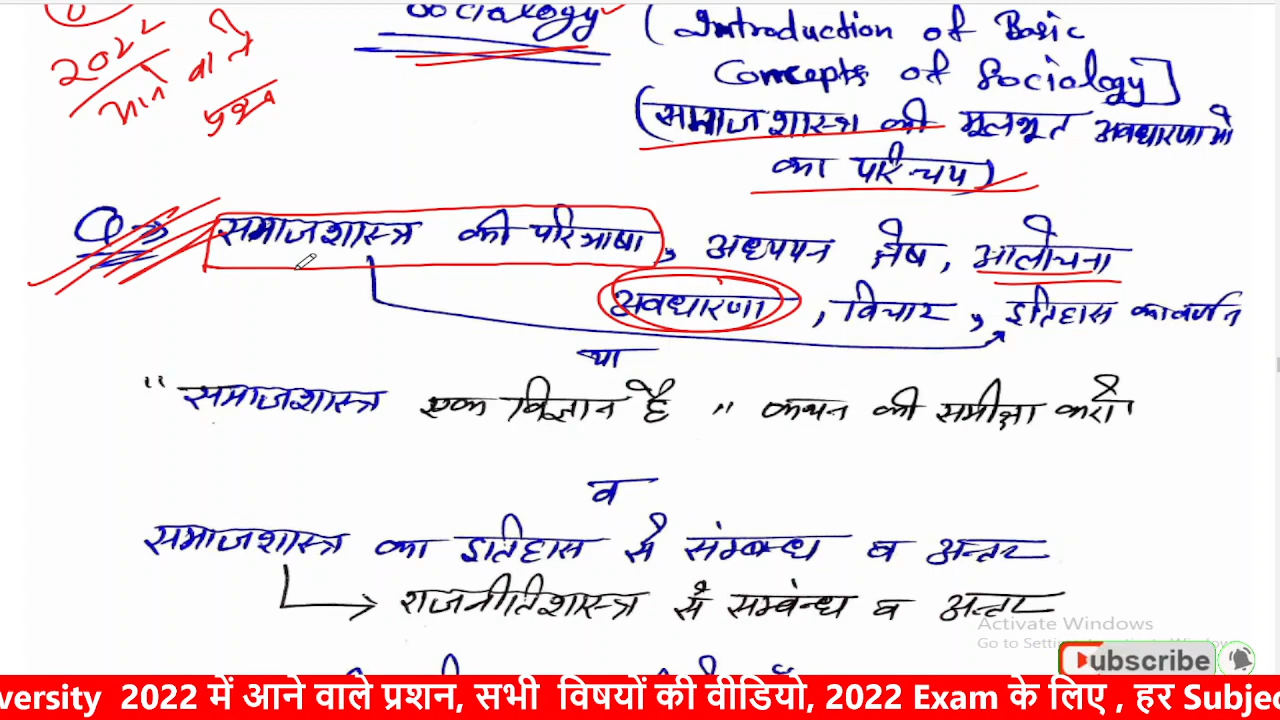 2022
आने वाले
प्रश्न
Sociology (Introduction of Basic
Concepts of Sociology]
(समाजशास्त्र की मूलभूत अवधारणाओं
का परिचय)
Q→ समाजशास्त्र की परिभाषा, अध्ययन क्षेत्र, आलोचना
अवधारणा, विचार, इतिहास का वर्णन
या
"समाजशास्त्र एक विज्ञान है" कथन की समीक्षा करो
व
समाजशास्त्र का इतिहास से संम्बन्ध व अन्तर
राजनीतिशास्त्र से सम्बंन्ध व अन्तर
Activate Windows
Go to Settings to activate Windows.
Subscribe
versity 2022 में आने वाले प्रशन, सभी विषयों की वीडियो, 2022 Exam के लिए , हर Subjec